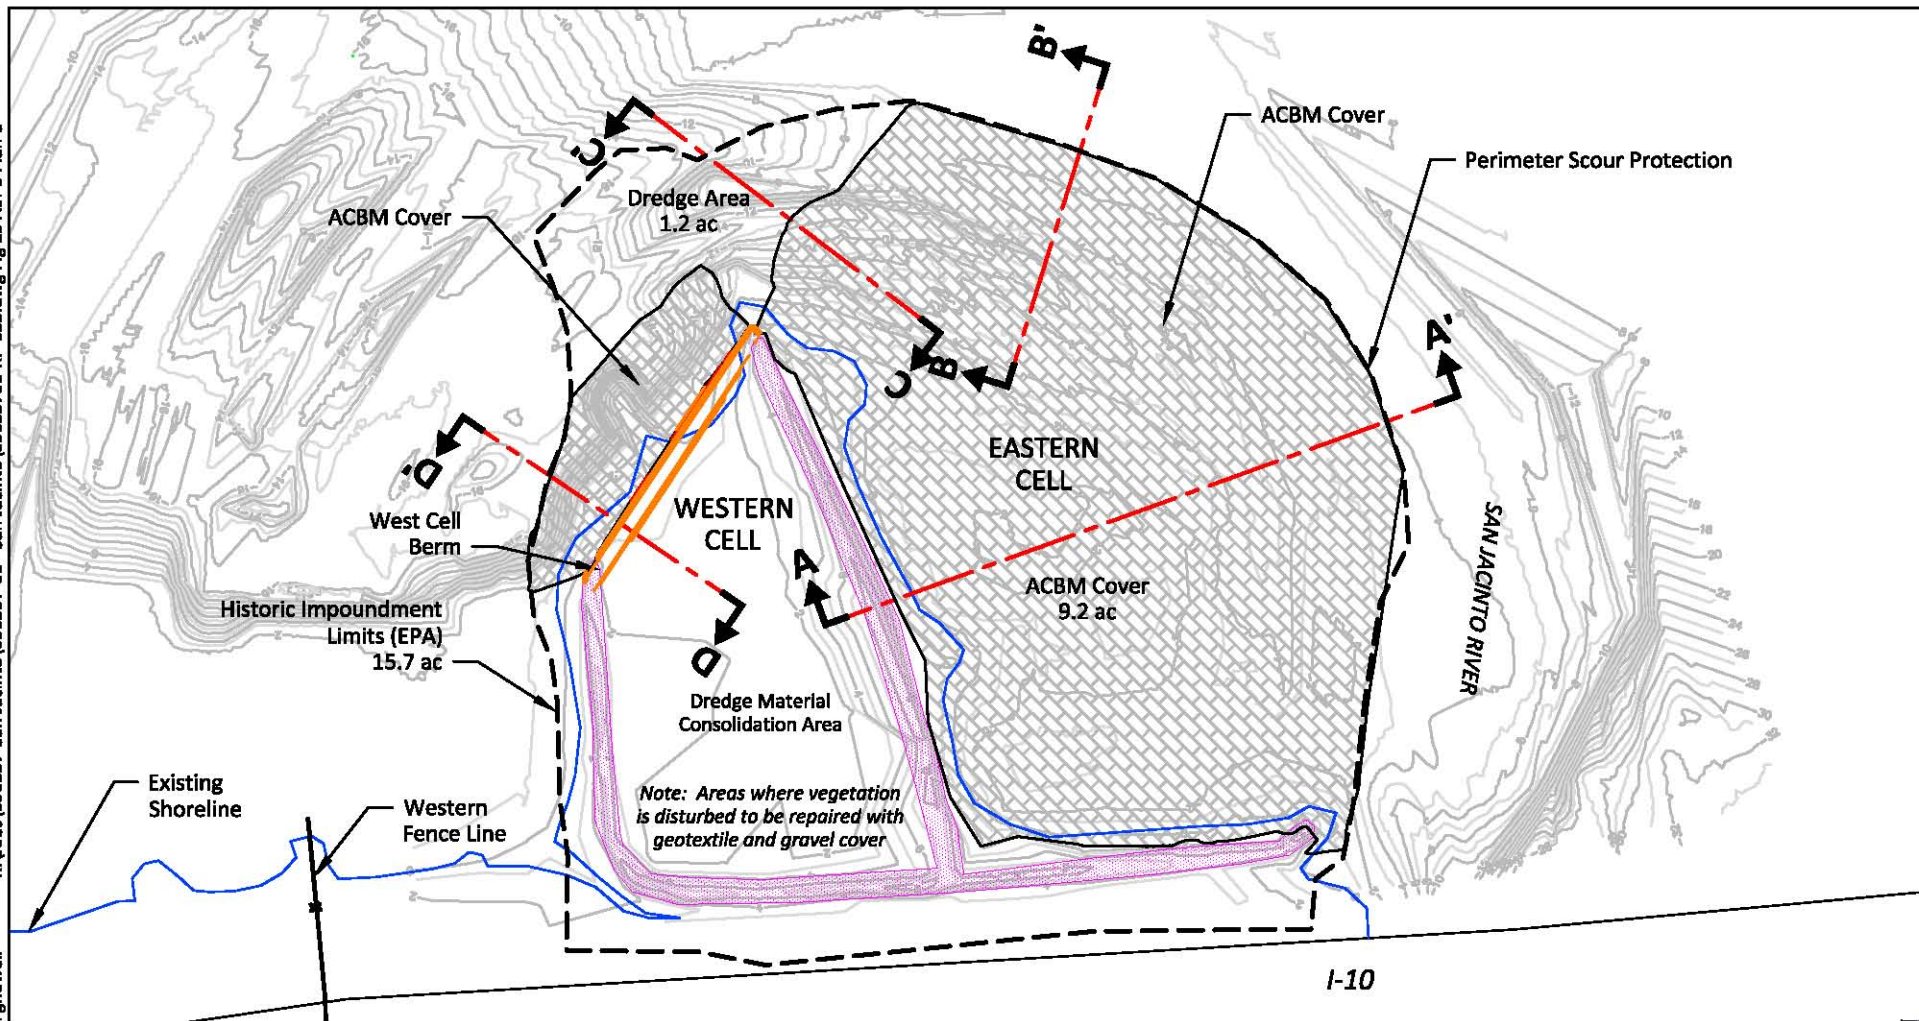 B'
ACBM Cover
Perimeter Scour Protection
C'
Dredge Area
1.2 ac
ACBM Cover
A'
B
C
D'
EASTERN
CELL
WESTERN
CELL
West Cell
Berm
A
ACBM Cover
9.2 ac
SAN JACINTO RIVER
Historic Impoundment
Limits (EPA)
15.7 ac
D
Dredge Material
Consolidation Area
Existing
Shoreline
Western
Fence Line
Note: Areas where vegetation
is disturbed to be repaired with
geotextile and gravel cover
I-10